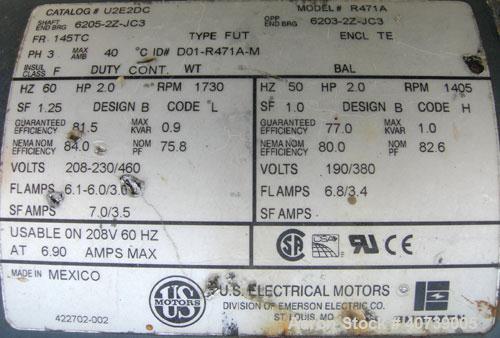 CATALOG # U2E2DC MODEL # R471A
SHAFT END BRG 6205-2Z-JC3 OPP END BRG 6203-2Z-JC3
FR 145TC TYPE FUT ENCL TE
PH 3 MAX AMB 40 °C ID# D01-R471A-M
INSUL CLASS F DUTY CONT. WT BAL
HZ 60 HP 2.0 RPM 1730
SF 1.25 DESIGN B CODE L
GUARANTEED EFFICIENCY 81.5 MAX KVAR 0.9
NEMA NOM EFFICIENCY 84.0 NOM PF 75.8
VOLTS 208-230/460
FL AMPS 6.1-6.0/3.0
SF AMPS 7.0/3.5
HZ 50 HP 2.0 RPM 1405
SF 1.0 DESIGN B CODE H
GUARANTEED EFFICIENCY 77.0 MAX KVAR 1.0
NEMA NOM EFFICIENCY 80.0 NOM PF 82.6
VOLTS 190/380
FL AMPS 6.8/3.4
SF AMPS
USABLE ON 208V 60 HZ
AT 6.90 AMPS MAX
MADE IN MEXICO
422702-002
US MOTORS
U.S. ELECTRICAL MOTORS
DIVISION OF EMERSON ELECTRIC CO.
ST. LOUIS, MO
Stock #40739005